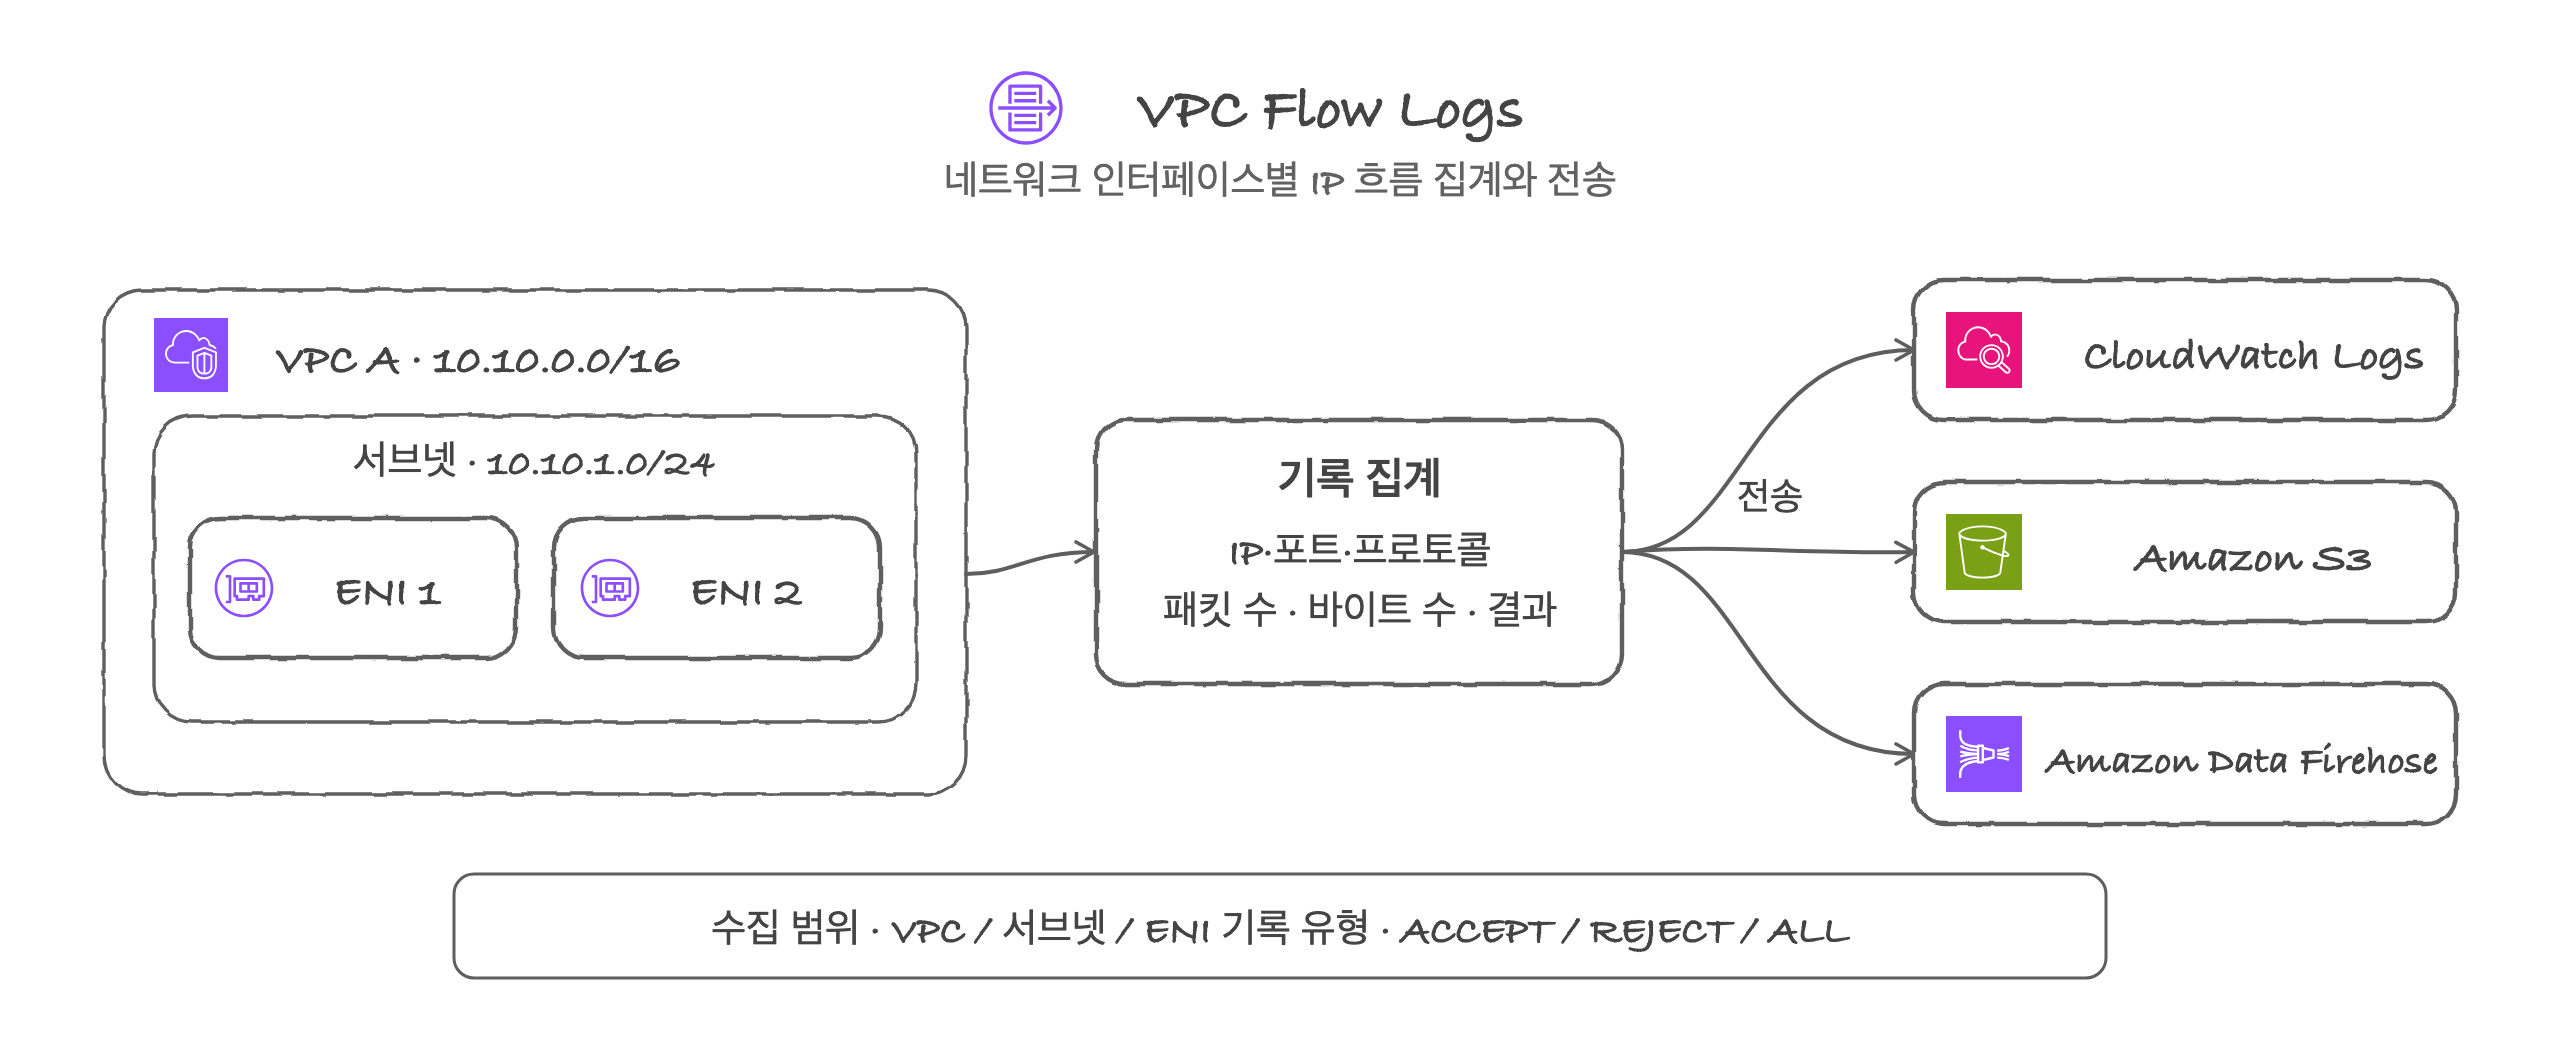 VPC Flow Logs
네트워크 인터페이스별 IP 흐름 집계와 전송
VPC A · 10.10.0.0/16
서브넷 · 10.10.1.0/24
ENI 1
ENI 2
기록 집계
IP·포트·프로토콜
패킷 수 · 바이트 수 · 결과
전송
CloudWatch Logs
Amazon S3
Amazon Data Firehose
수집 범위 · VPC / 서브넷 / ENI 기록 유형 · ACCEPT / REJECT / ALL